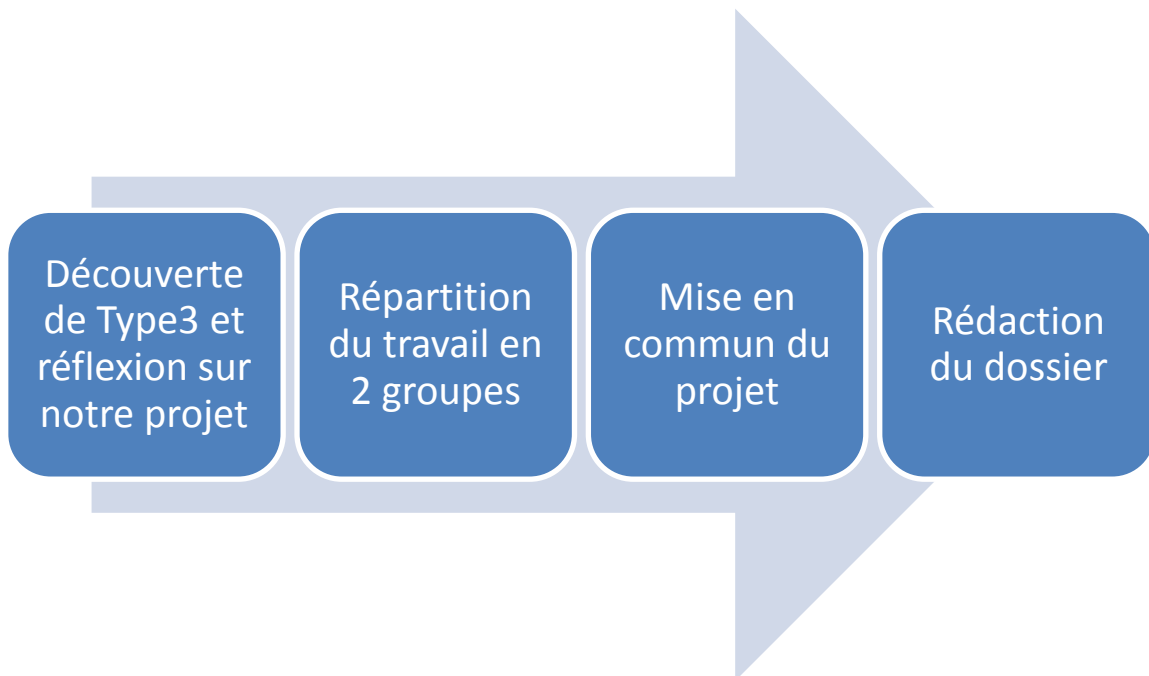 Découverte
de Type3 et
réflexion sur
notre projet
Répartition
du travail en
2 groupes
Mise en
commun du
projet
Rédaction
du dossier